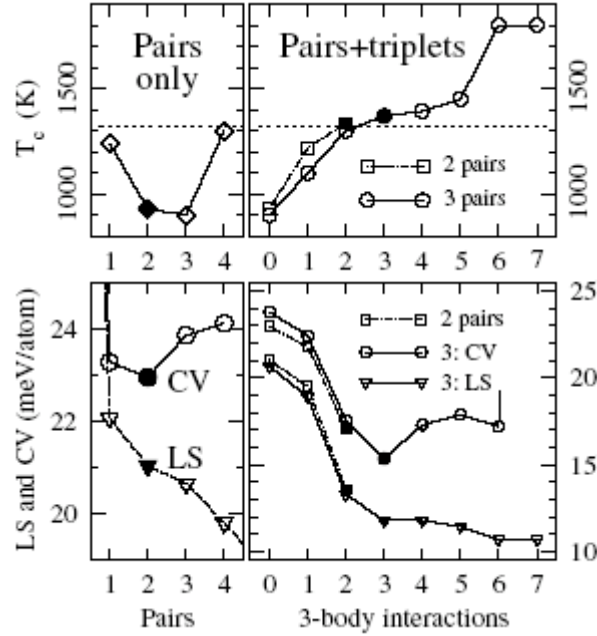 Pairs only
Pairs+triplets
T_c (K)
1500
1000
1500
1000
2 pairs
3 pairs
1 2 3 4
0 1 2 3 4 5 6 7
LS and CV (meV/atom)
24
22
20
CV
LS
25
20
15
10
2 pairs
3: CV
3: LS
1 2 3 4
0 1 2 3 4 5 6 7
Pairs
3-body interactions